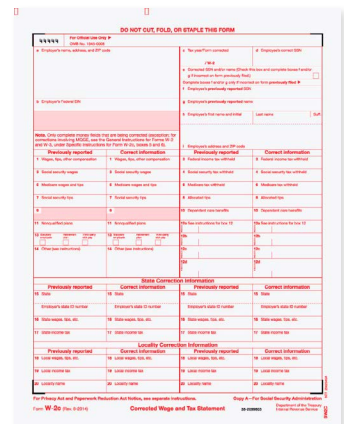 DO NOT CUT, FOLD, OR STAPLE THIS FORM
44444
For Official Use Only ▶
OMB No. 1545-0008
a Employer's name, address, and ZIP code
c Tax year/Form corrected
/ W-2
d Employee's correct SSN
e Corrected SSN and/or name (Check this box and complete boxes f and/or
g if incorrect on form previously filed.)
Complete boxes f and/or g only if incorrect on form previously filed ▶
f Employee's previously reported SSN
b Employer's Federal EIN
g Employee's previously reported name
h Employee's first name and initial
Last name
Suff.
Note. Only complete money fields that are being corrected (exception: for
corrections involving MQGE, see the General Instructions for Forms W-2
and W-3, under Specific Instructions for Form W-2c, boxes 5 and 6).
i Employee's address and ZIP code
Previously reported
Correct information
Previously reported
Correct information
1 Wages, tips, other compensation
1 Wages, tips, other compensation
2 Federal income tax withheld
2 Federal income tax withheld
3 Social security wages
3 Social security wages
4 Social security tax withheld
4 Social security tax withheld
5 Medicare wages and tips
5 Medicare wages and tips
6 Medicare tax withheld
6 Medicare tax withheld
7 Social security tips
7 Social security tips
8 Allocated tips
8 Allocated tips
9
9
10 Dependent care benefits
10 Dependent care benefits
11 Nonqualified plans
11 Nonqualified plans
12a See instructions for box 12
12a See instructions for box 12
13
13
12b
12b
14 Other (see instructions)
14 Other (see instructions)
12c
12c
12d
12d
State Correction Information
Previously reported
Correct information
Previously reported
Correct information
15 State
15 State
15 State
15 State
Employer's state ID number
Employer's state ID number
Employer's state ID number
Employer's state ID number
16 State wages, tips, etc.
16 State wages, tips, etc.
16 State wages, tips, etc.
16 State wages, tips, etc.
17 State income tax
17 State income tax
17 State income tax
17 State income tax
Locality Correction Information
Previously reported
Correct information
Previously reported
Correct information
18 Local wages, tips, etc.
18 Local wages, tips, etc.
18 Local wages, tips, etc.
18 Local wages, tips, etc.
19 Local income tax
19 Local income tax
19 Local income tax
19 Local income tax
20 Locality name
20 Locality name
20 Locality name
20 Locality name
For Privacy Act and Paperwork Reduction Act Notice, see separate instructions.
Copy A—For Social Security Administration
Form W-2c (Rev. 8-2014)
Corrected Wage and Tax Statement
Department of the Treasury
Internal Revenue Service